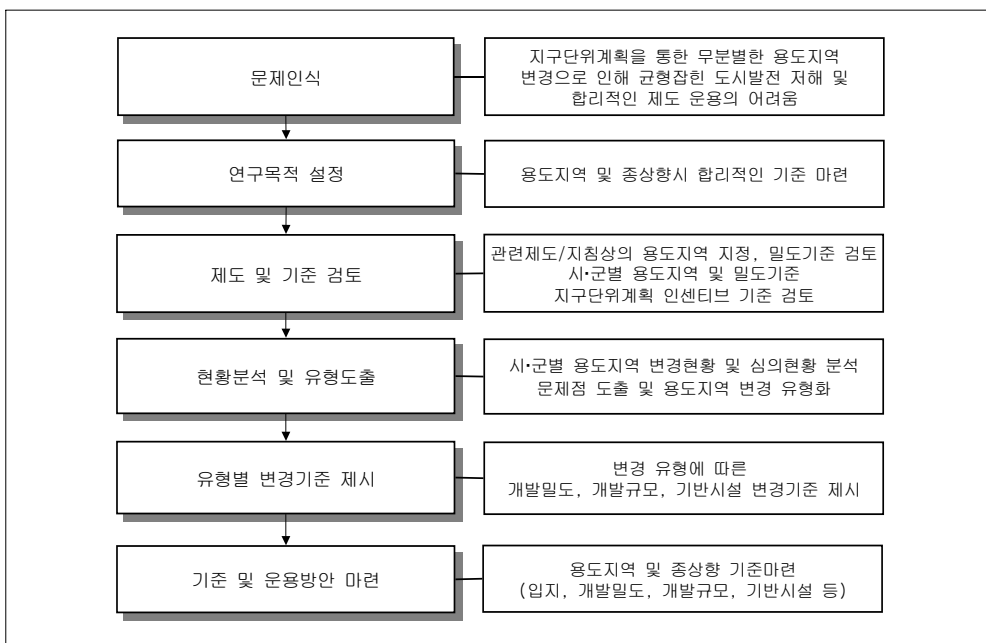 문제인식
지구단위계획을 통한 무분별한 용도지역
변경으로 인해 균형잡힌 도시발전 저해 및
합리적인 제도 운용의 어려움
연구목적 설정
용도지역 및 종상향시 합리적인 기준 마련
제도 및 기준 검토
관련제도/지침상의 용도지역 지정, 밀도기준 검토
시•군별 용도지역 및 밀도기준
지구단위계획 인센티브 기준 검토
현황분석 및 유형도출
시•군별 용도지역 변경현황 및 심의현황 분석
문제점 도출 및 용도지역 변경 유형화
유형별 변경기준 제시
변경 유형에 따른
개발밀도, 개발규모, 기반시설 변경기준 제시
기준 및 운용방안 마련
용도지역 및 종상향 기준마련
(입지, 개발밀도, 개발규모, 기반시설 등)